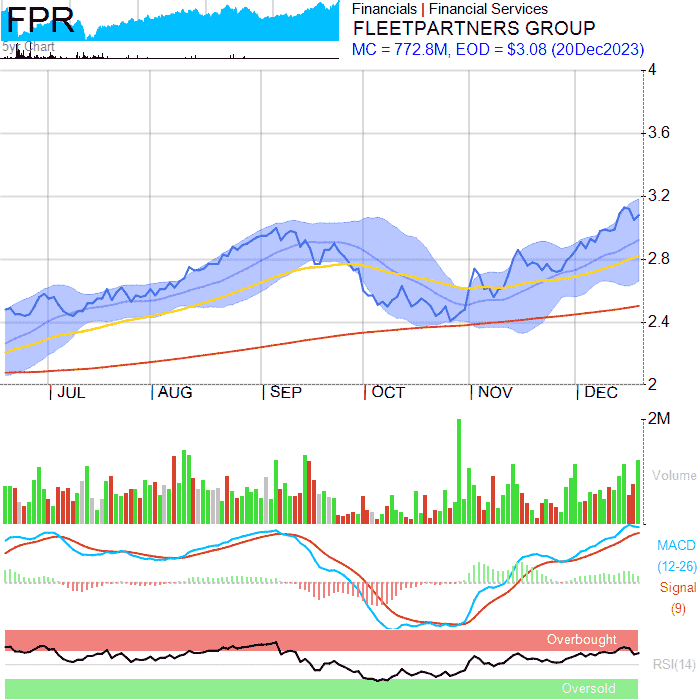 FPR
5yr Chart
Financials | Financial Services
FLEETPARTNERS GROUP
MC = 772.8M, EOD = $3.08 (20Dec2023)
4
3.6
3.2
2.8
2.4
2
JUL AUG SEP OCT NOV DEC
2M
Volume
MACD
(12-26)
Signal
(9)
Overbought
RSI(14)
Oversold